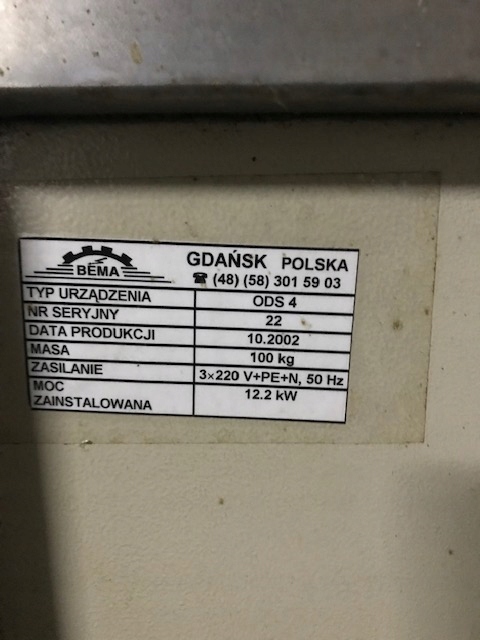 BEMA
GDAŃSK POLSKA
☎ (48) (58) 301 59 03
TYP URZĄDZENIA ODS 4
NR SERYJNY 22
DATA PRODUKCJI 10.2002
MASA 100 kg
ZASILANIE 3×220 V+PE+N, 50 Hz
MOC 12.2 kW
ZAINSTALOWANA